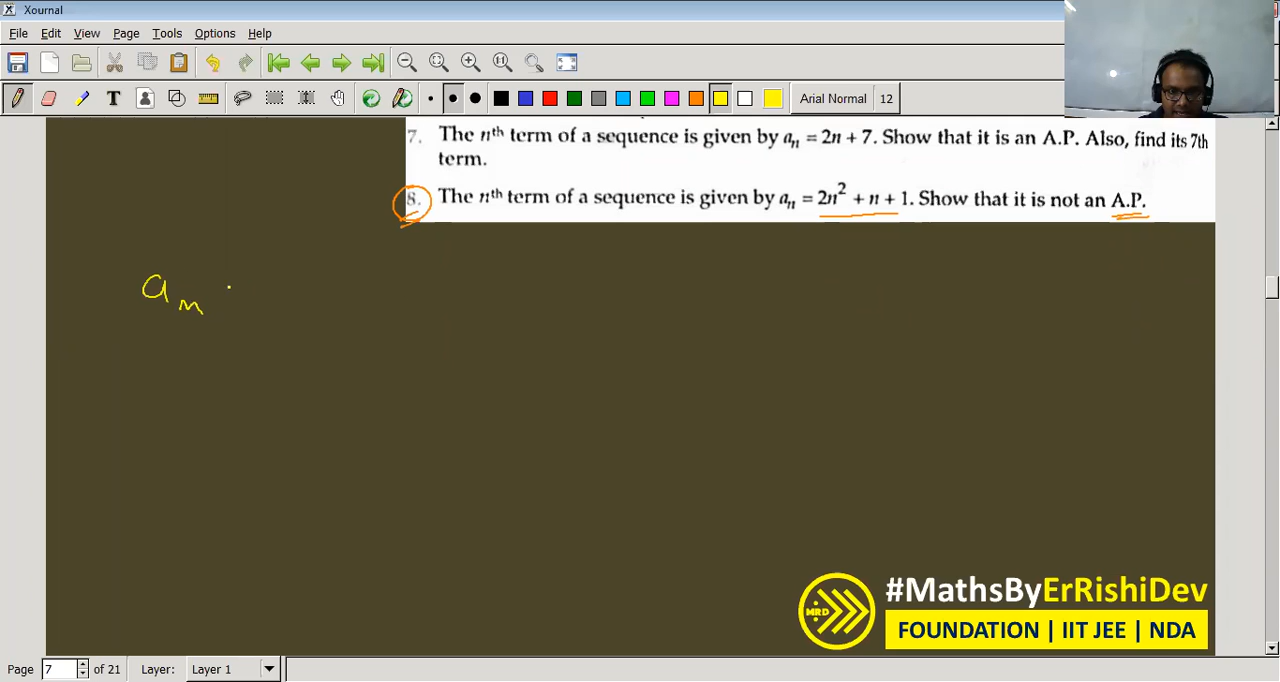 Xournal
File Edit View Page Tools Options Help
Arial Normal 12
7. The nth term of a sequence is given by aₙ = 2n + 7. Show that it is an A.P. Also, find its 7th
term.
8. The nth term of a sequence is given by aₙ = 2n² + n + 1. Show that it is not an A.P.
aₙ
#MathsByErRishiDev
MRD
FOUNDATION | IIT JEE | NDA
Page 7 of 21 Layer: Layer 1